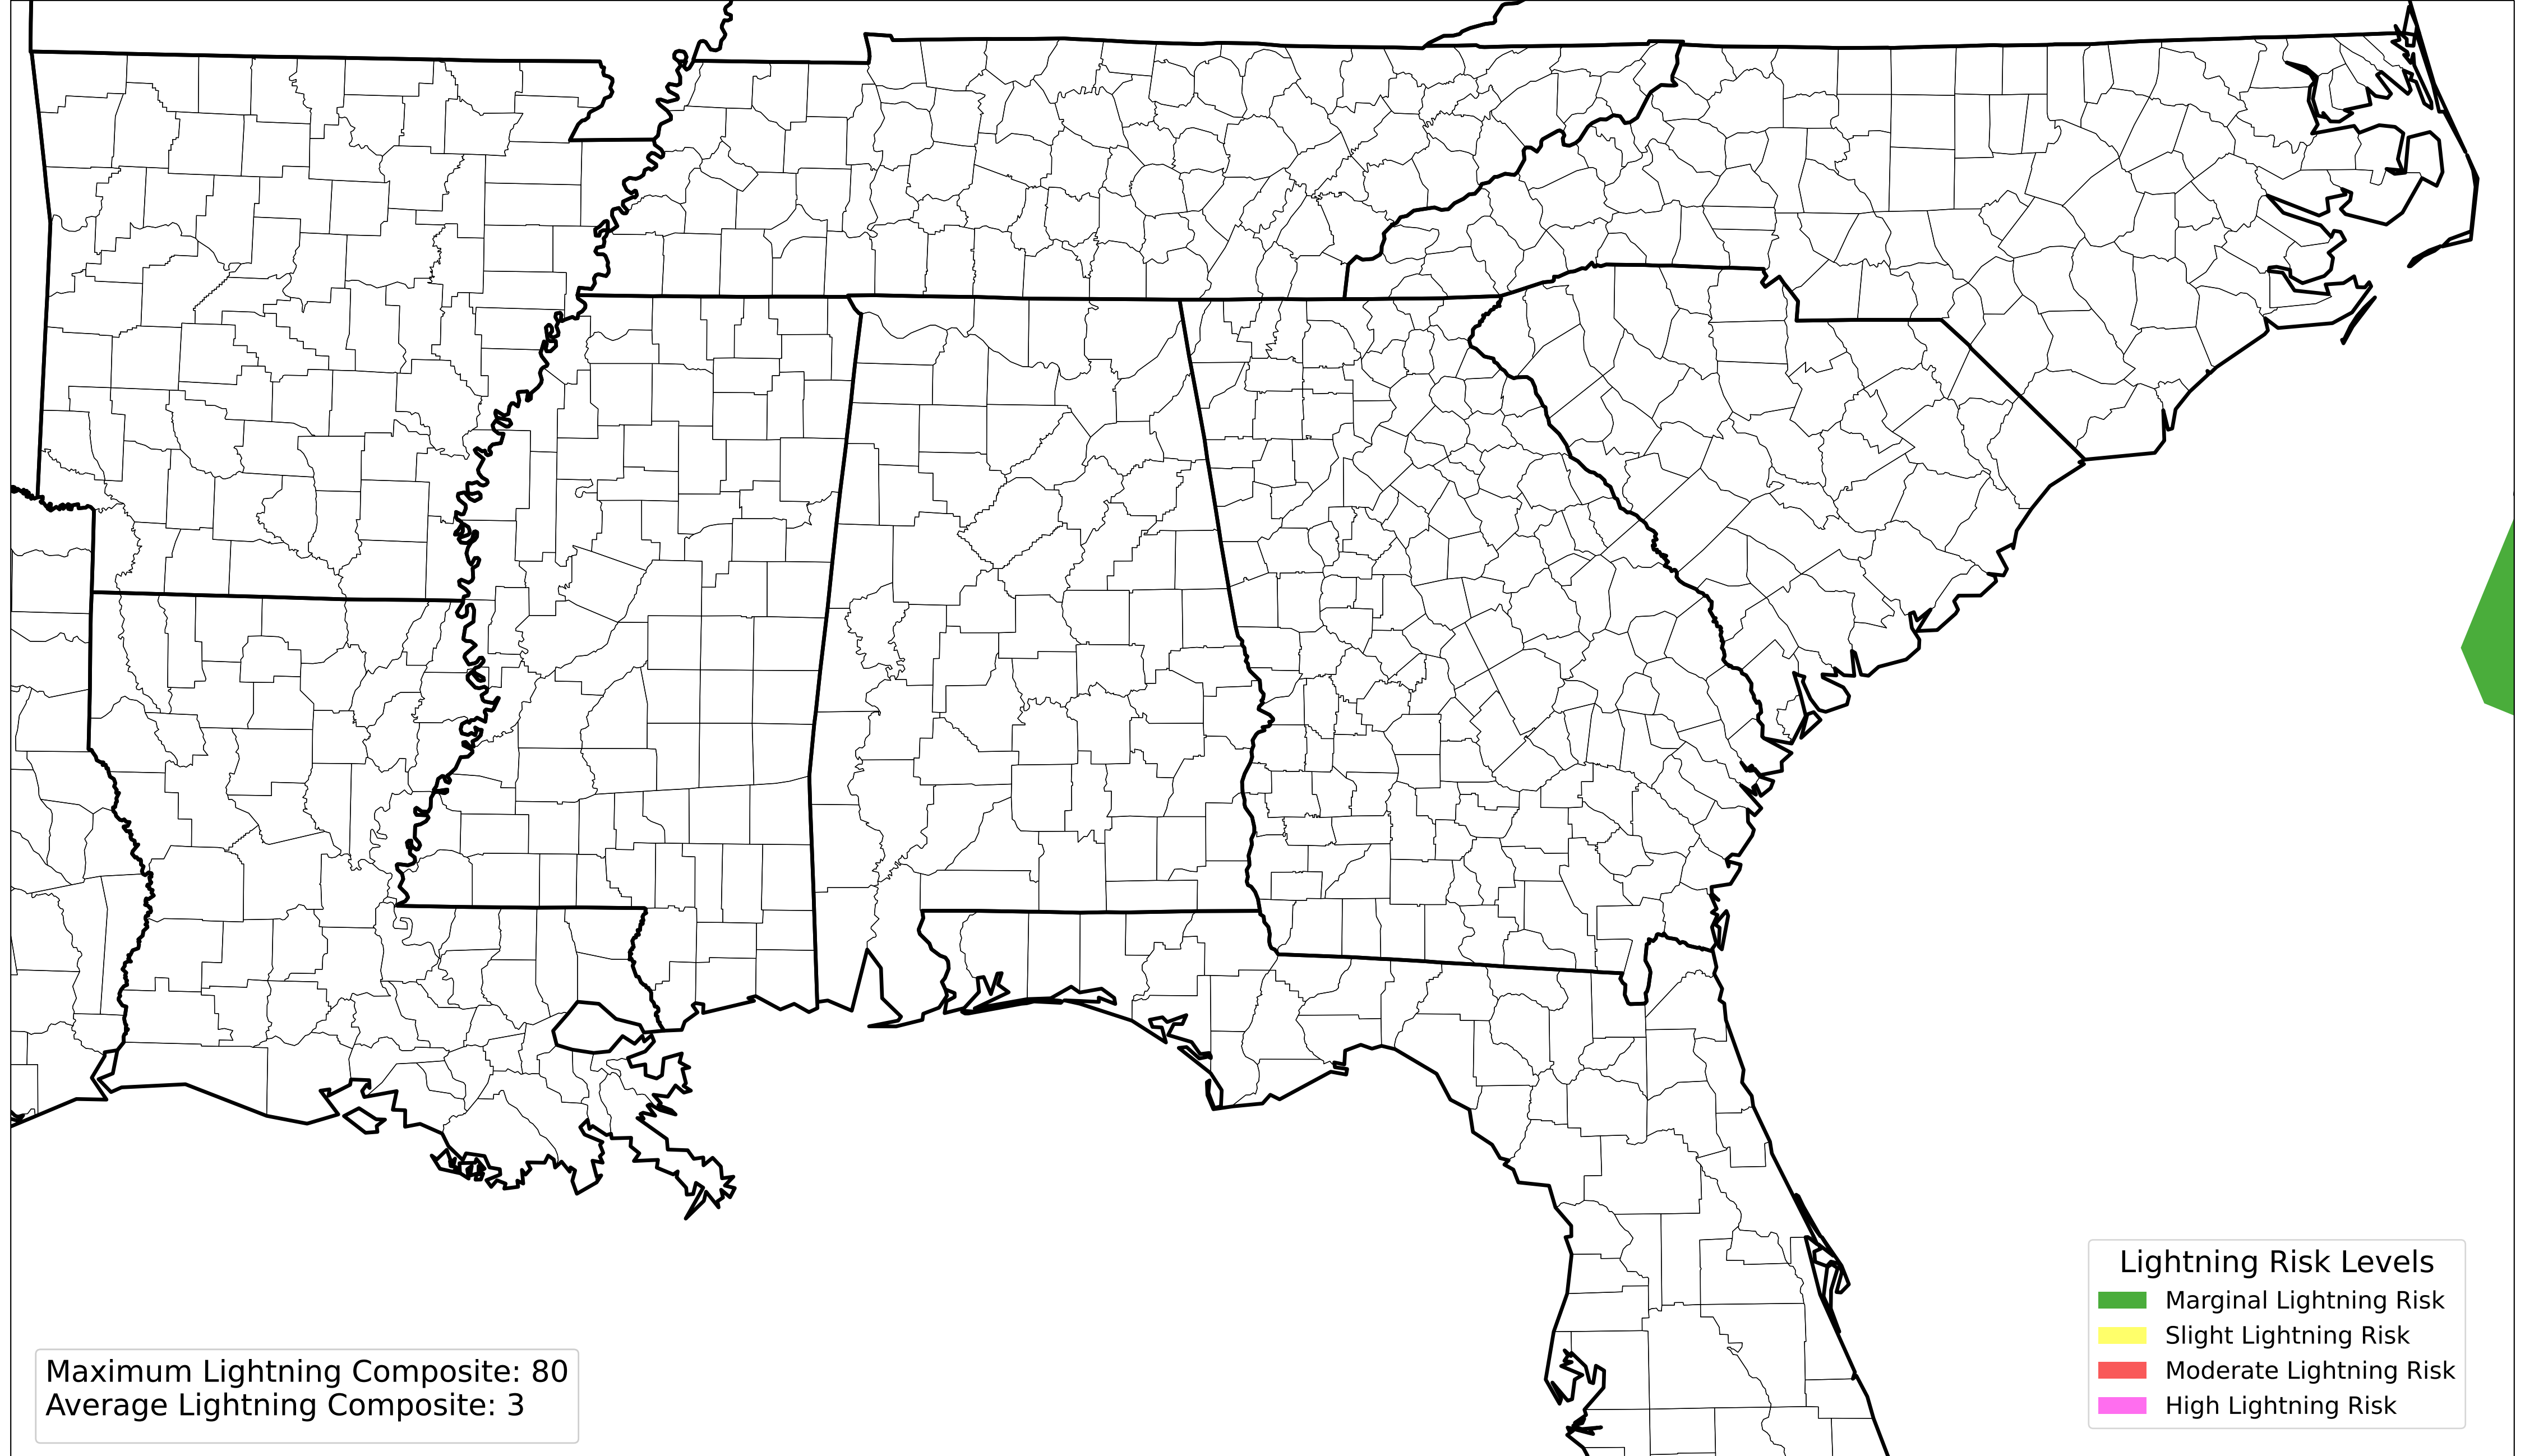 Lightning Risk Levels
Marginal Lightning Risk
Slight Lightning Risk
Moderate Lightning Risk
High Lightning Risk
Maximum Lightning Composite: 80
Average Lightning Composite: 3